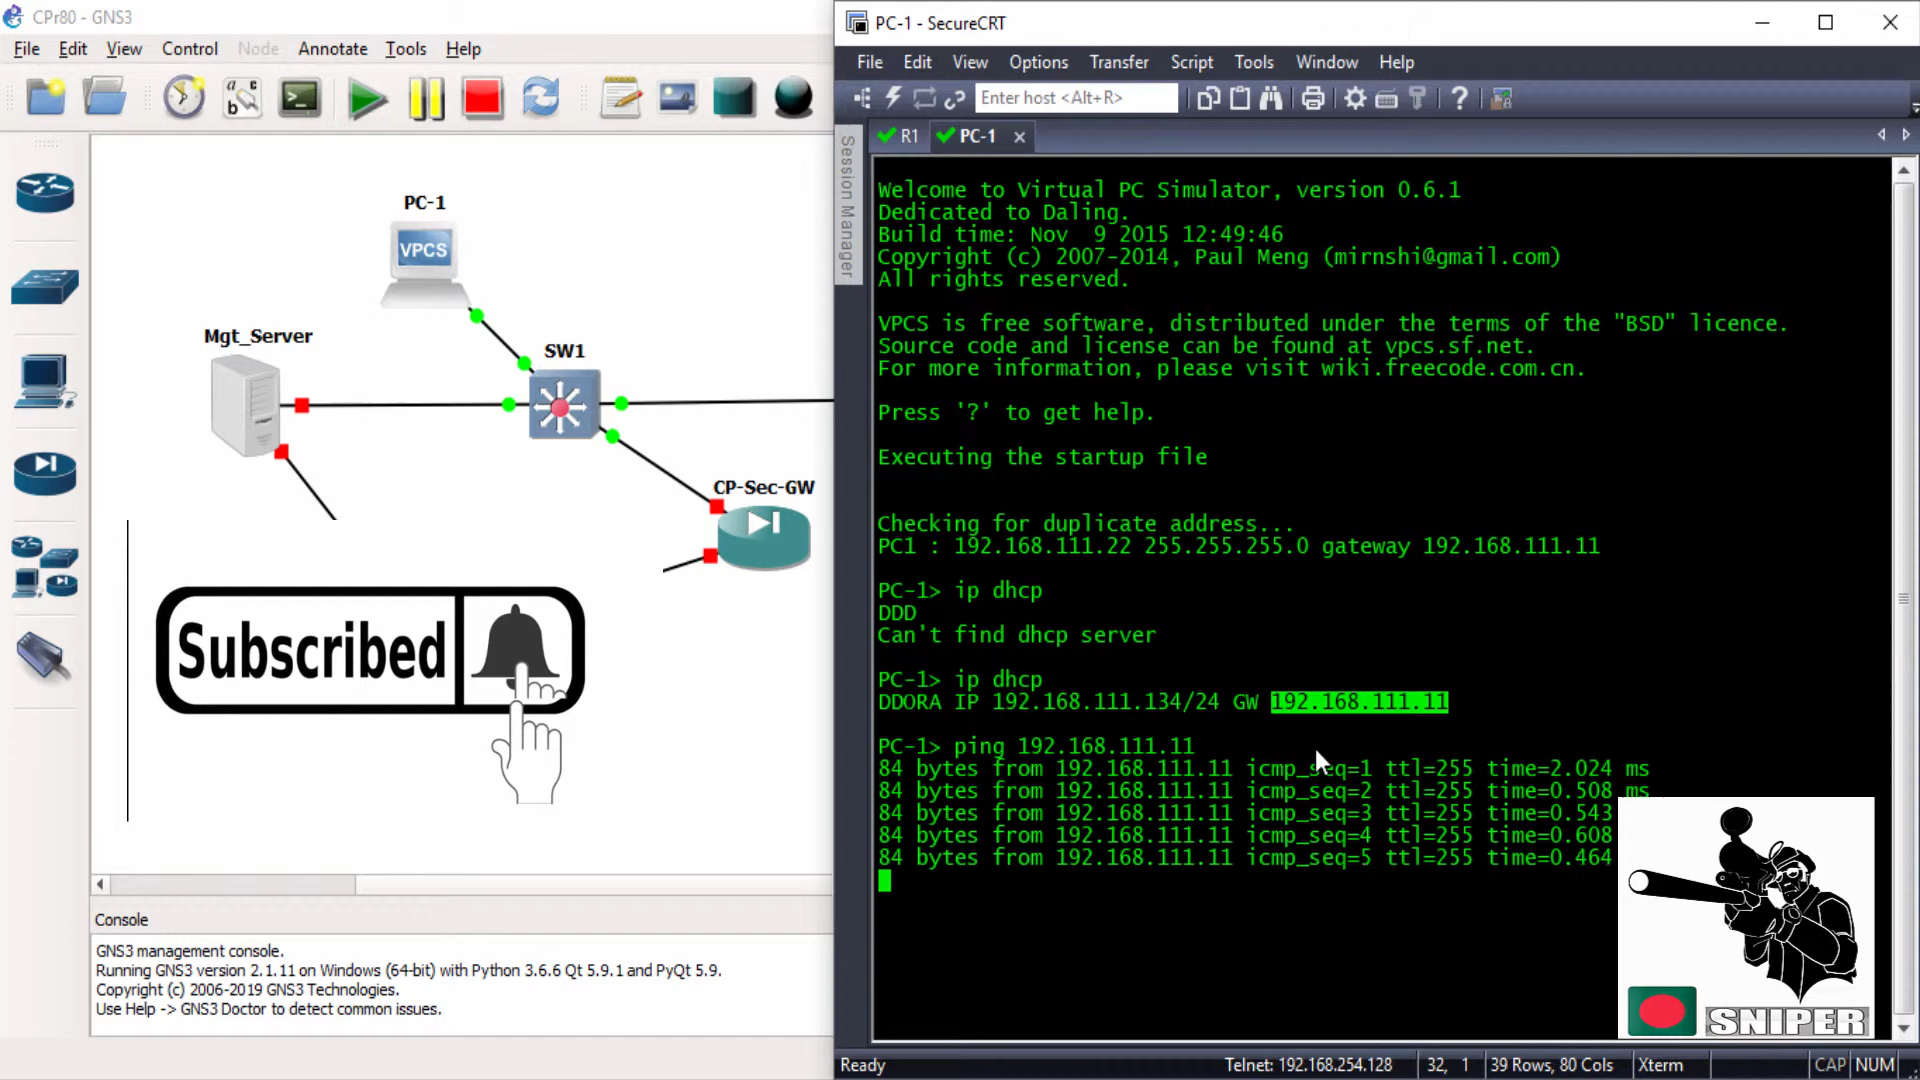 CPr80 - GNS3
File Edit View Control Node Annotate Tools Help
PC-1
VPCS
Mgt_Server
SW1
CP-Sec-GW
Subscribed
Console
GNS3 management console.
Running GNS3 version 2.1.11 on Windows (64-bit) with Python 3.6.6 Qt 5.9.1 and PyQt 5.9.
Copyright (c) 2006-2019 GNS3 Technologies.
Use Help -> GNS3 Doctor to detect common issues.
PC-1 - SecureCRT
File Edit View Options Transfer Script Tools Window Help
Enter host <Alt+R>
Session Manager
R1 PC-1
Welcome to Virtual PC Simulator, version 0.6.1
Dedicated to Daling.
Build time: Nov  9 2015 12:49:46
Copyright (c) 2007-2014, Paul Meng (mirnshi@gmail.com)
All rights reserved.
VPCS is free software, distributed under the terms of the "BSD" licence.
Source code and license can be found at vpcs.sf.net.
For more information, please visit wiki.freecode.com.cn.
Press '?' to get help.
Executing the startup file
Checking for duplicate address...
PC1 : 192.168.111.22 255.255.255.0 gateway 192.168.111.11
PC-1> ip dhcp
DDD
Can't find dhcp server
PC-1> ip dhcp
DDORA IP 192.168.111.134/24 GW 192.168.111.11
PC-1> ping 192.168.111.11
84 bytes from 192.168.111.11 icmp_seq=1 ttl=255 time=2.024 ms
84 bytes from 192.168.111.11 icmp_seq=2 ttl=255 time=0.508 ms
84 bytes from 192.168.111.11 icmp_seq=3 ttl=255 time=0.543
84 bytes from 192.168.111.11 icmp_seq=4 ttl=255 time=0.608
84 bytes from 192.168.111.11 icmp_seq=5 ttl=255 time=0.464
SNIPER
Ready Telnet: 192.168.254.128 32, 1 39 Rows, 80 Cols Xterm CAP NUM